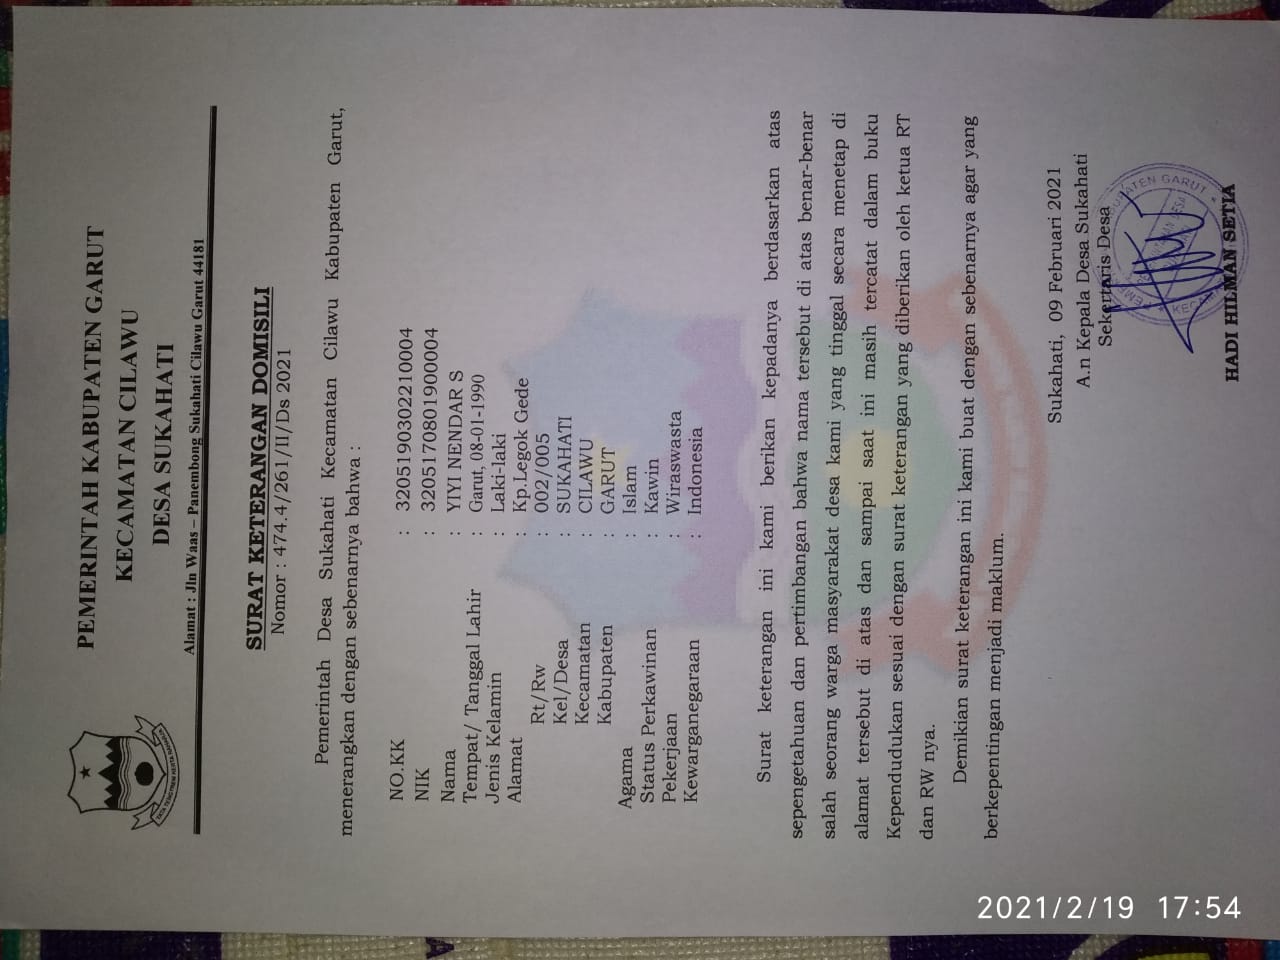 PEMERINTAH KABUPATEN GARUT
KECAMATAN CILAWU
DESA SUKAHATI
Alamat : Jln Waas – Panembong Sukahati Cilawu Garut 44181
SURAT KETERANGAN DOMISILI
Nomor : 474.4/261/II/Ds 2021
Pemerintah Desa Sukahati Kecamatan Cilawu Kabupaten Garut,
menerangkan dengan sebenarnya bahwa :
NO.KK : 3205190302210004
NIK : 3205170801900004
Nama : YIYI NENDAR S
Tempat/ Tanggal Lahir : Garut, 08-01-1990
Jenis Kelamin : Laki-laki
Alamat : Kp.Legok Gede
Rt/Rw : 002/005
Kel/Desa : SUKAHATI
Kecamatan : CILAWU
Kabupaten : GARUT
Agama : Islam
Status Perkawinan : Kawin
Pekerjaan : Wiraswasta
Kewarganegaraan : Indonesia
Surat keterangan ini kami berikan kepadanya berdasarkan atas
sepengetahuan dan pertimbangan bahwa nama tersebut di atas benar-benar
salah seorang warga masyarakat desa kami yang tinggal secara menetap di
alamat tersebut di atas dan sampai saat ini masih tercatat dalam buku
Kependudukan sesuai dengan surat keterangan yang diberikan oleh ketua RT
dan RW nya.
Demikian surat keterangan ini kami buat dengan sebenarnya agar yang
berkepentingan menjadi maklum.
Sukahati, 09 Februari 2021
A.n Kepala Desa Sukahati
Sekertaris Desa
HADI HILMAN SETIA
2021/2/19 17:54